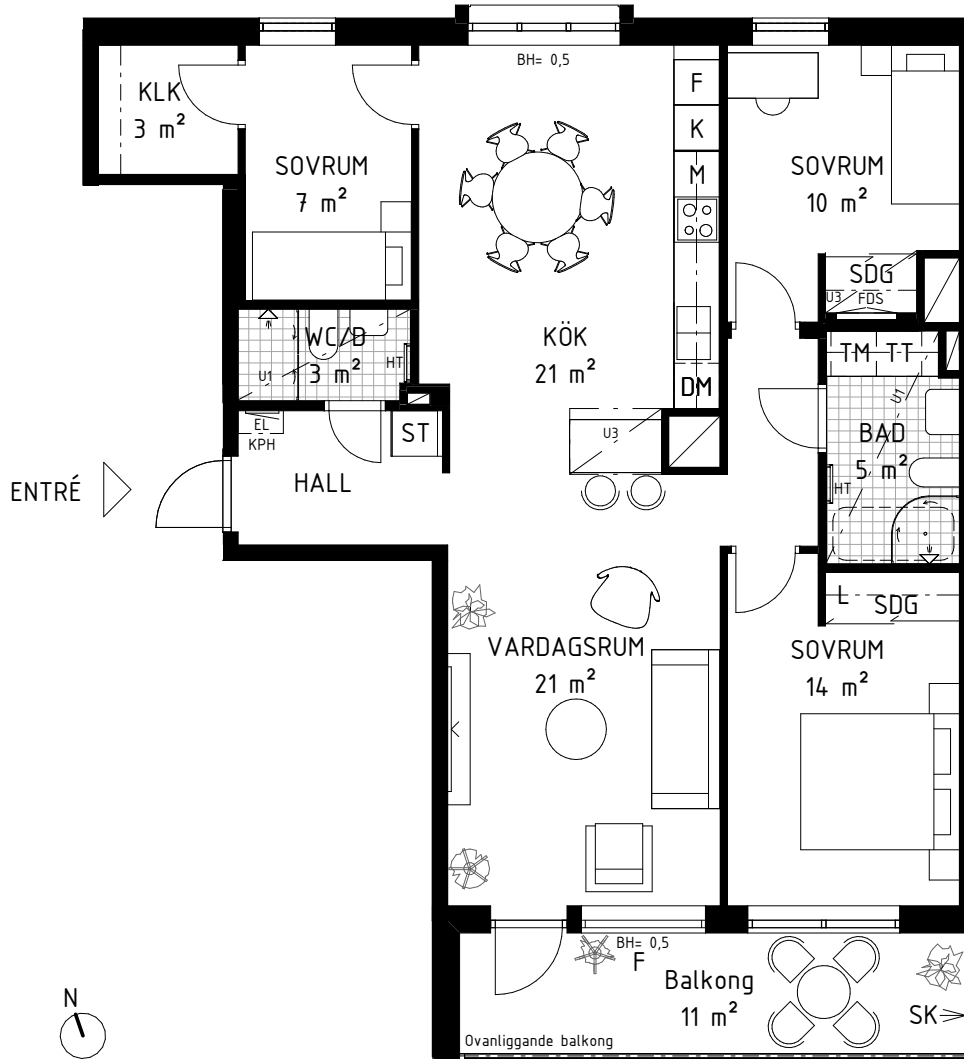 BH= 0,5
F
KLK
3 m²
K
SOVRUM
7 m²
M
SOVRUM
10 m²
SDG
U3
FDS
WC/D
3 m²
HT
U1
KÖK
21 m²
DM
TM
TT
U1
EL
KPH
ST
U3
BAD
5 m²
HT
ENTRÉ
HALL
L
SDG
VARDAGSRUM
21 m²
SOVRUM
14 m²
BH= 0,5
F
Balkong
11 m²
N
SK
Ovanliggande balkong